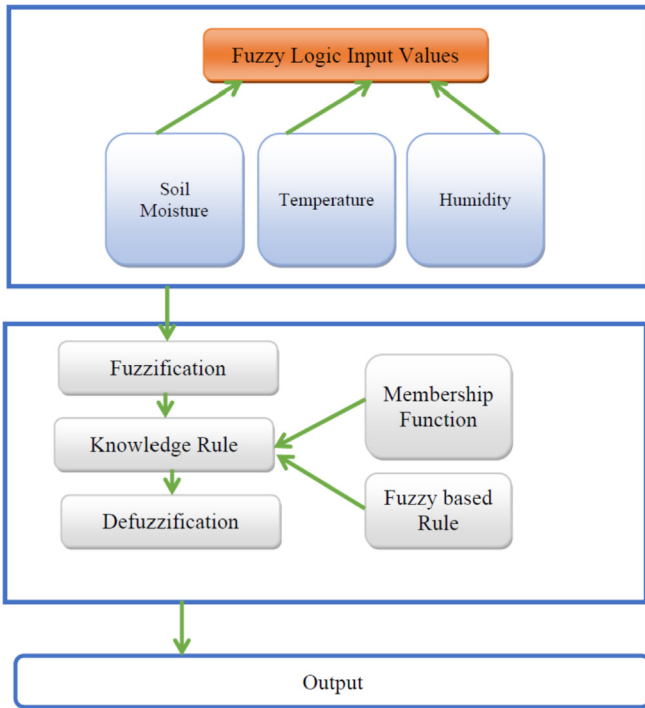 Fuzzy Logic Input Values
Soil
Moisture
Temperature
Humidity
Fuzzification
Knowledge Rule
Defuzzification
Membership
Function
Fuzzy based
Rule
Output